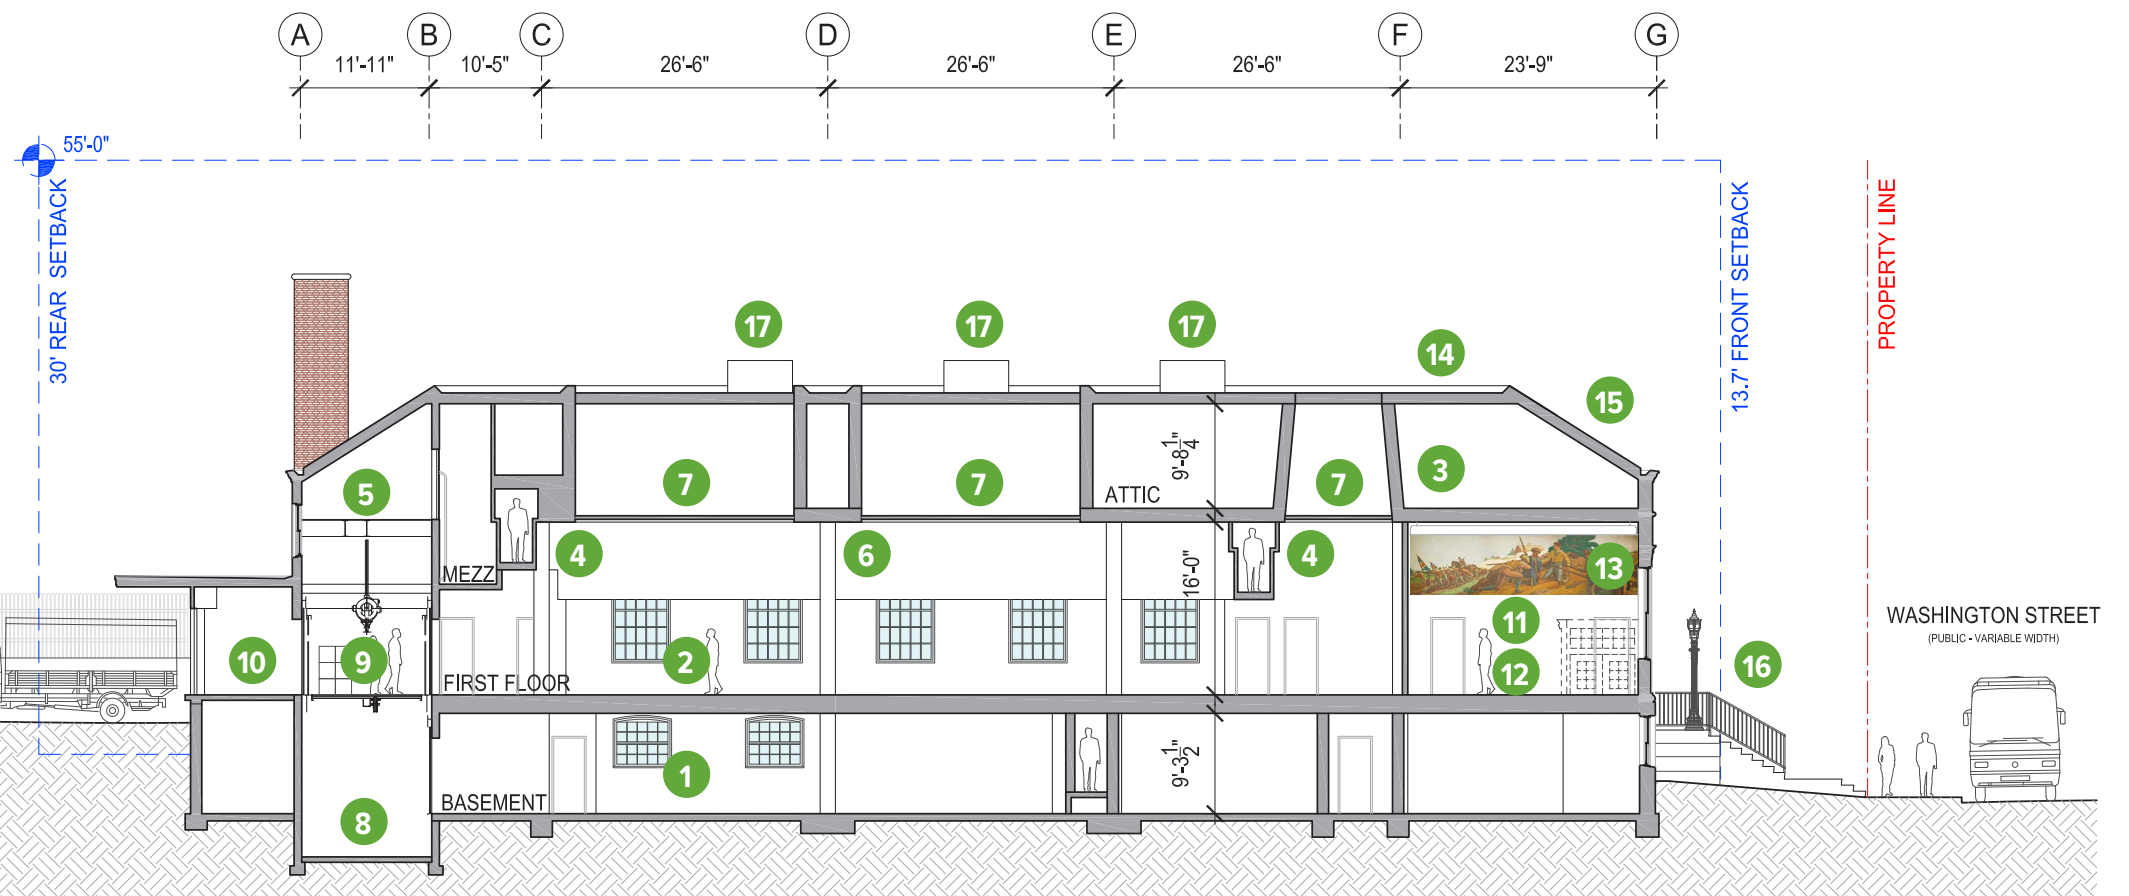 A B C D E F G
11'-11" 10'-5" 26'-6" 26'-6" 26'-6" 23'-9"
55'-0"
30' REAR SETBACK
13.7' FRONT SETBACK
PROPERTY LINE
17 17 17
14
15
9'-8 1/4
5 7 7 ATTIC 7 3
4 6 4 13
MEZZ 16'-0"
11
WASHINGTON STREET
(PUBLIC - VARIABLE WIDTH)
10 9 2 12 16
FIRST FLOOR
9'-3 1/2
1
BASEMENT
8